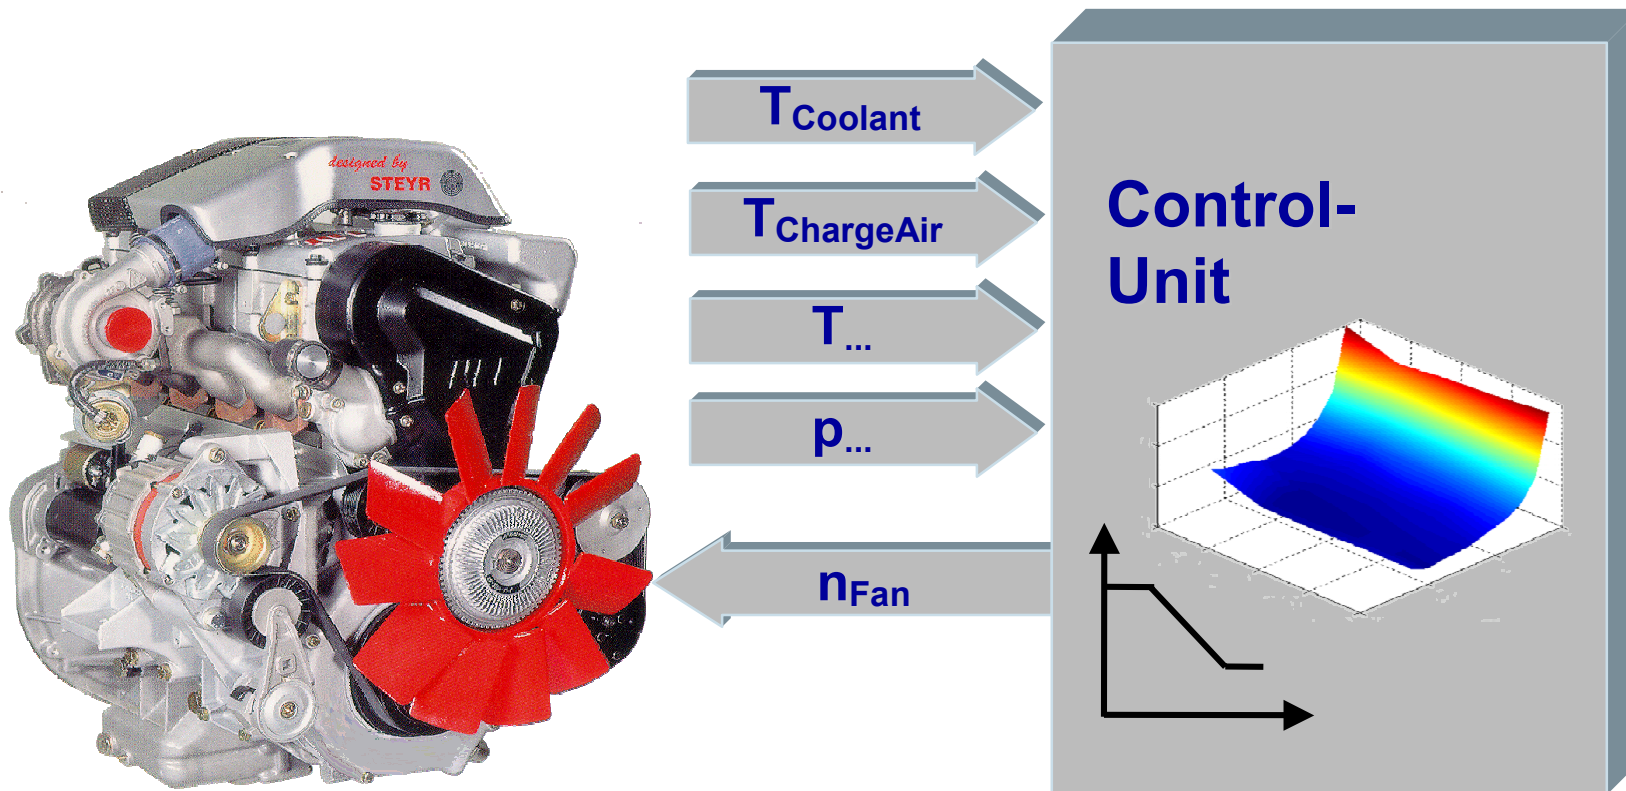 designed by
STEYR
TCoolant
TChargeAir
T...
p...
nFan
Control-
Unit